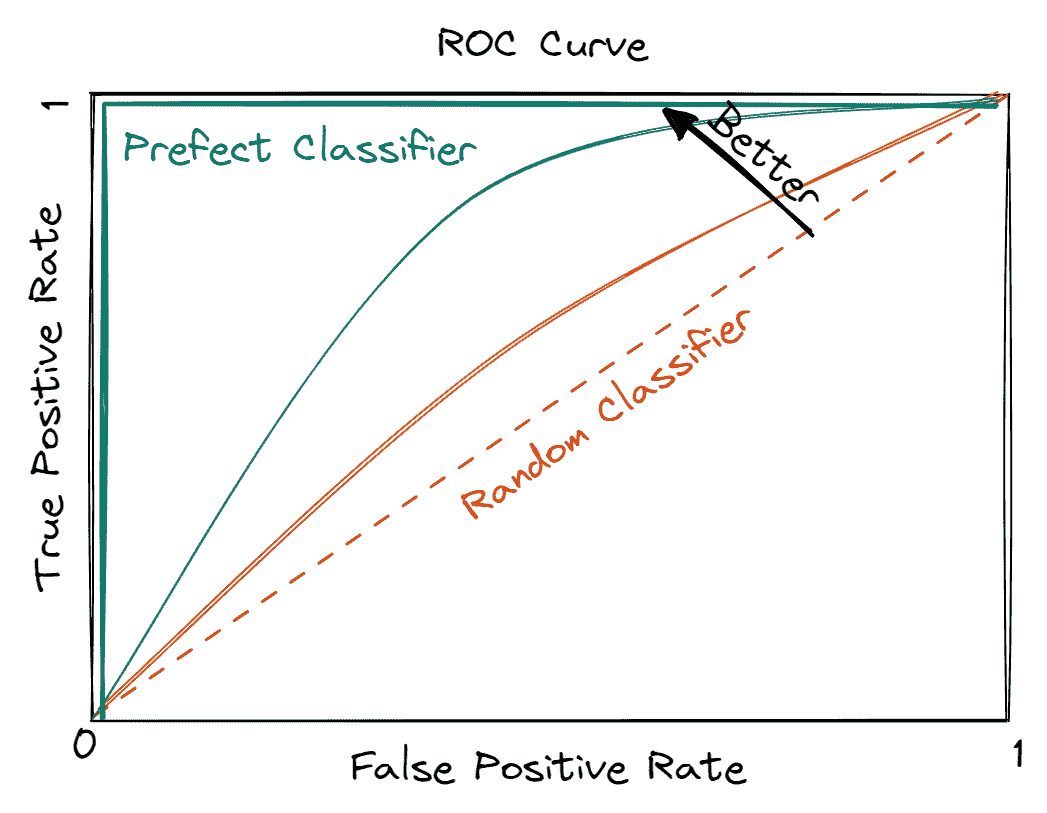 ROC Curve
1
Prefect Classifier
Better
True Positive Rate
Random Classifier
0
1
False Positive Rate